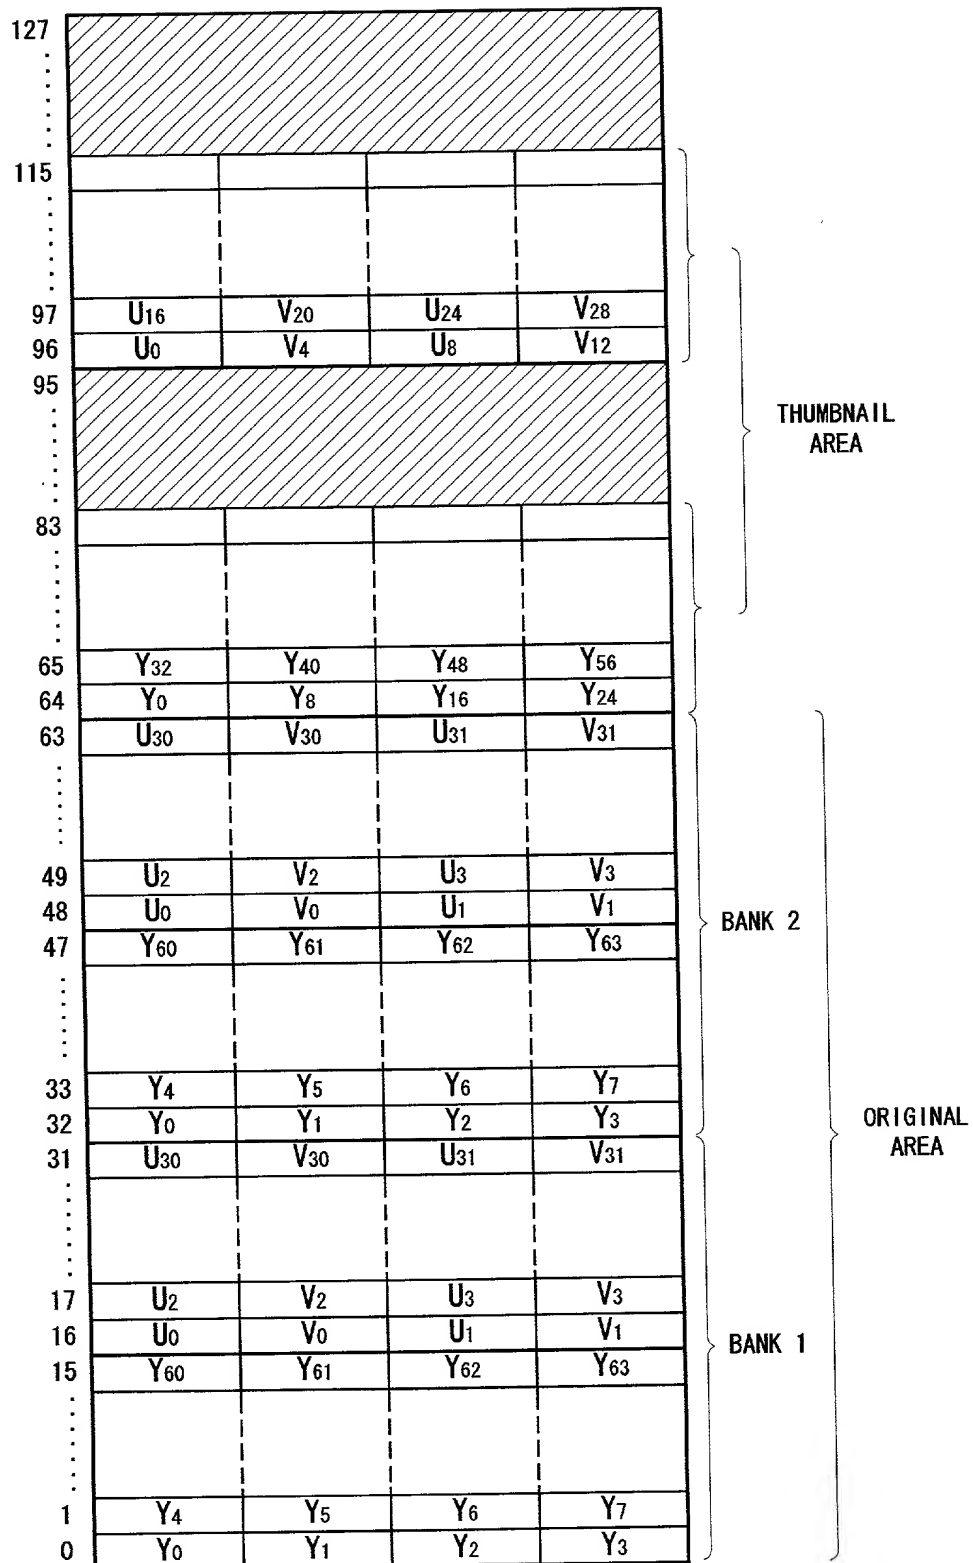 127
115
97 U16 V20 U24 V28
96 U0 V4 U8 V12
95
THUMBNAIL
AREA
83
65 Y32 Y40 Y48 Y56
64 Y0 Y8 Y16 Y24
63 U30 V30 U31 V31
49 U2 V2 U3 V3
48 U0 V0 U1 V1
BANK 2
47 Y60 Y61 Y62 Y63
33 Y4 Y5 Y6 Y7
32 Y0 Y1 Y2 Y3
ORIGINAL
AREA
31 U30 V30 U31 V31
17 U2 V2 U3 V3
16 U0 V0 U1 V1
BANK 1
15 Y60 Y61 Y62 Y63
1 Y4 Y5 Y6 Y7
0 Y0 Y1 Y2 Y3